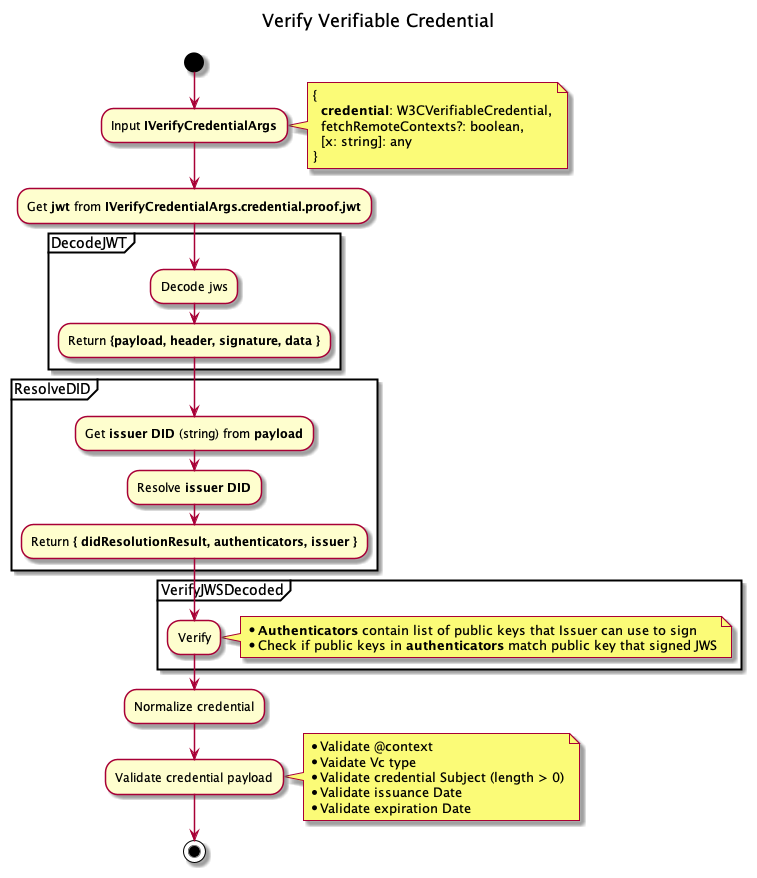 Verify Verifiable Credential
Input IVerifyCredentialArgs
{
credential: W3CVerifiableCredential,
fetchRemoteContexts?: boolean,
[x: string]: any
}
Get jwt from IVerifyCredentialArgs.credential.proof.jwt
DecodeJWT
Decode jws
Return {payload, header, signature, data }
ResolveDID
Get issuer DID (string) from payload
Resolve issuer DID
Return { didResolutionResult, authenticators, issuer }
VerifyJWSDecoded
Verify
• Authenticators contain list of public keys that Issuer can use to sign
• Check if public keys in authenticators match public key that signed JWS
Normalize credential
Validate credential payload
• Validate @context
• Vaidate Vc type
• Validate credential Subject (length > 0)
• Validate issuance Date
• Validate expiration Date